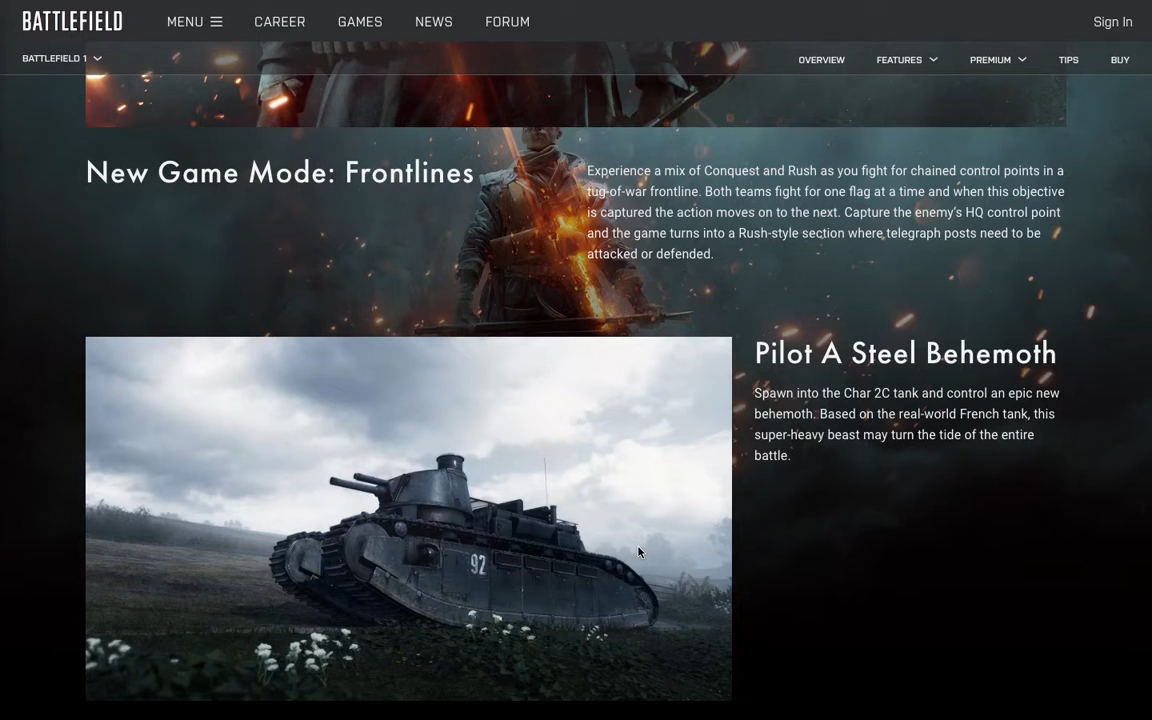 BATTLEFIELD MENU CAREER GAMES NEWS FORUM Sign In
BATTLEFIELD 1 OVERVIEW FEATURES PREMIUM TIPS BUY
New Game Mode: Frontlines
Experience a mix of Conquest and Rush as you fight for chained control points in a
tug-of-war frontline. Both teams fight for one flag at a time and when this objective
is captured the action moves on to the next. Capture the enemy’s HQ control point
and the game turns into a Rush-style section where telegraph posts need to be
attacked or defended.
92
Pilot A Steel Behemoth
Spawn into the Char 2C tank and control an epic new
behemoth. Based on the real-world French tank, this
super-heavy beast may turn the tide of the entire
battle.